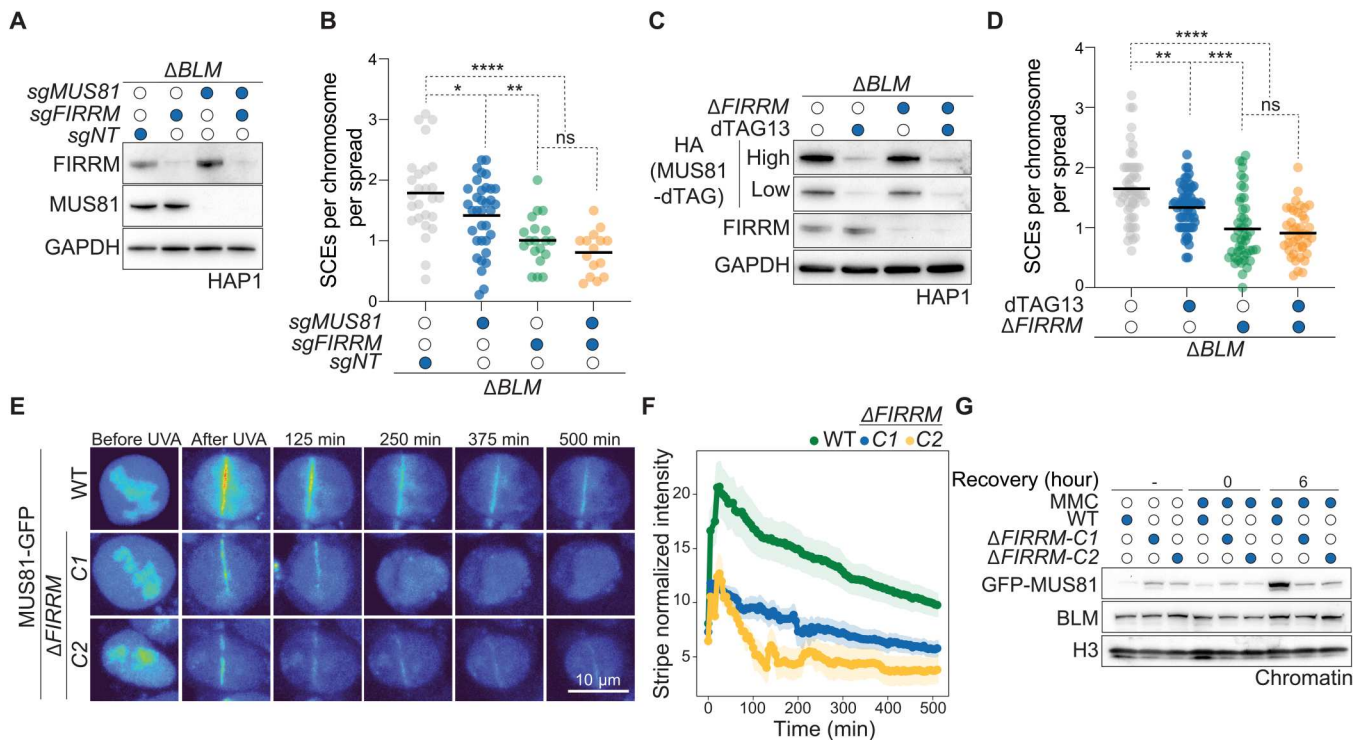 A
ΔBLM
sgMUS81
sgFIRRM
sgNT
FIRRM
MUS81
GAPDH
HAP1
B
SCEs per chromosome
per spread
4
3
2
1
0
****
*
**
ns
sgMUS81
sgFIRRM
sgNT
ΔBLM
C
ΔBLM
ΔFIRRM
dTAG13
HA
(MUS81
-dTAG)
High
Low
FIRRM
GAPDH
HAP1
D
SCEs per chromosome
per spread
4
3
2
1
0
****
**
***
ns
dTAG13
ΔFIRRM
ΔBLM
E
Before UVA
After UVA
125 min
250 min
375 min
500 min
MUS81-GFP
WT
ΔFIRRM
C1
C2
10 µm
F
ΔFIRRM
WT C1 C2
Stripe normalized intensity
20
15
10
5
0 100 200 300 400 500
Time (min)
G
Recovery (hour)
- 0 6
MMC
WT
ΔFIRRM-C1
ΔFIRRM-C2
GFP-MUS81
BLM
H3
Chromatin